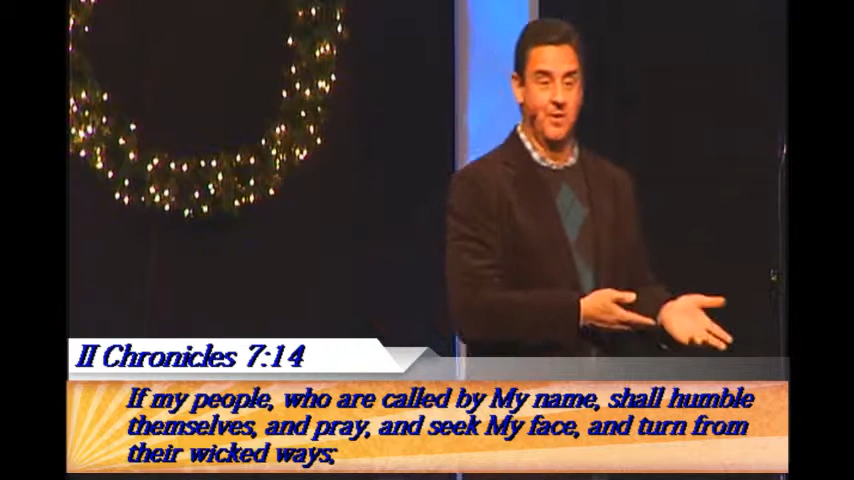 II Chronicles 7:14
If my people, who are called by My name, shall humble
themselves, and pray, and seek My face, and turn from
their wicked ways;